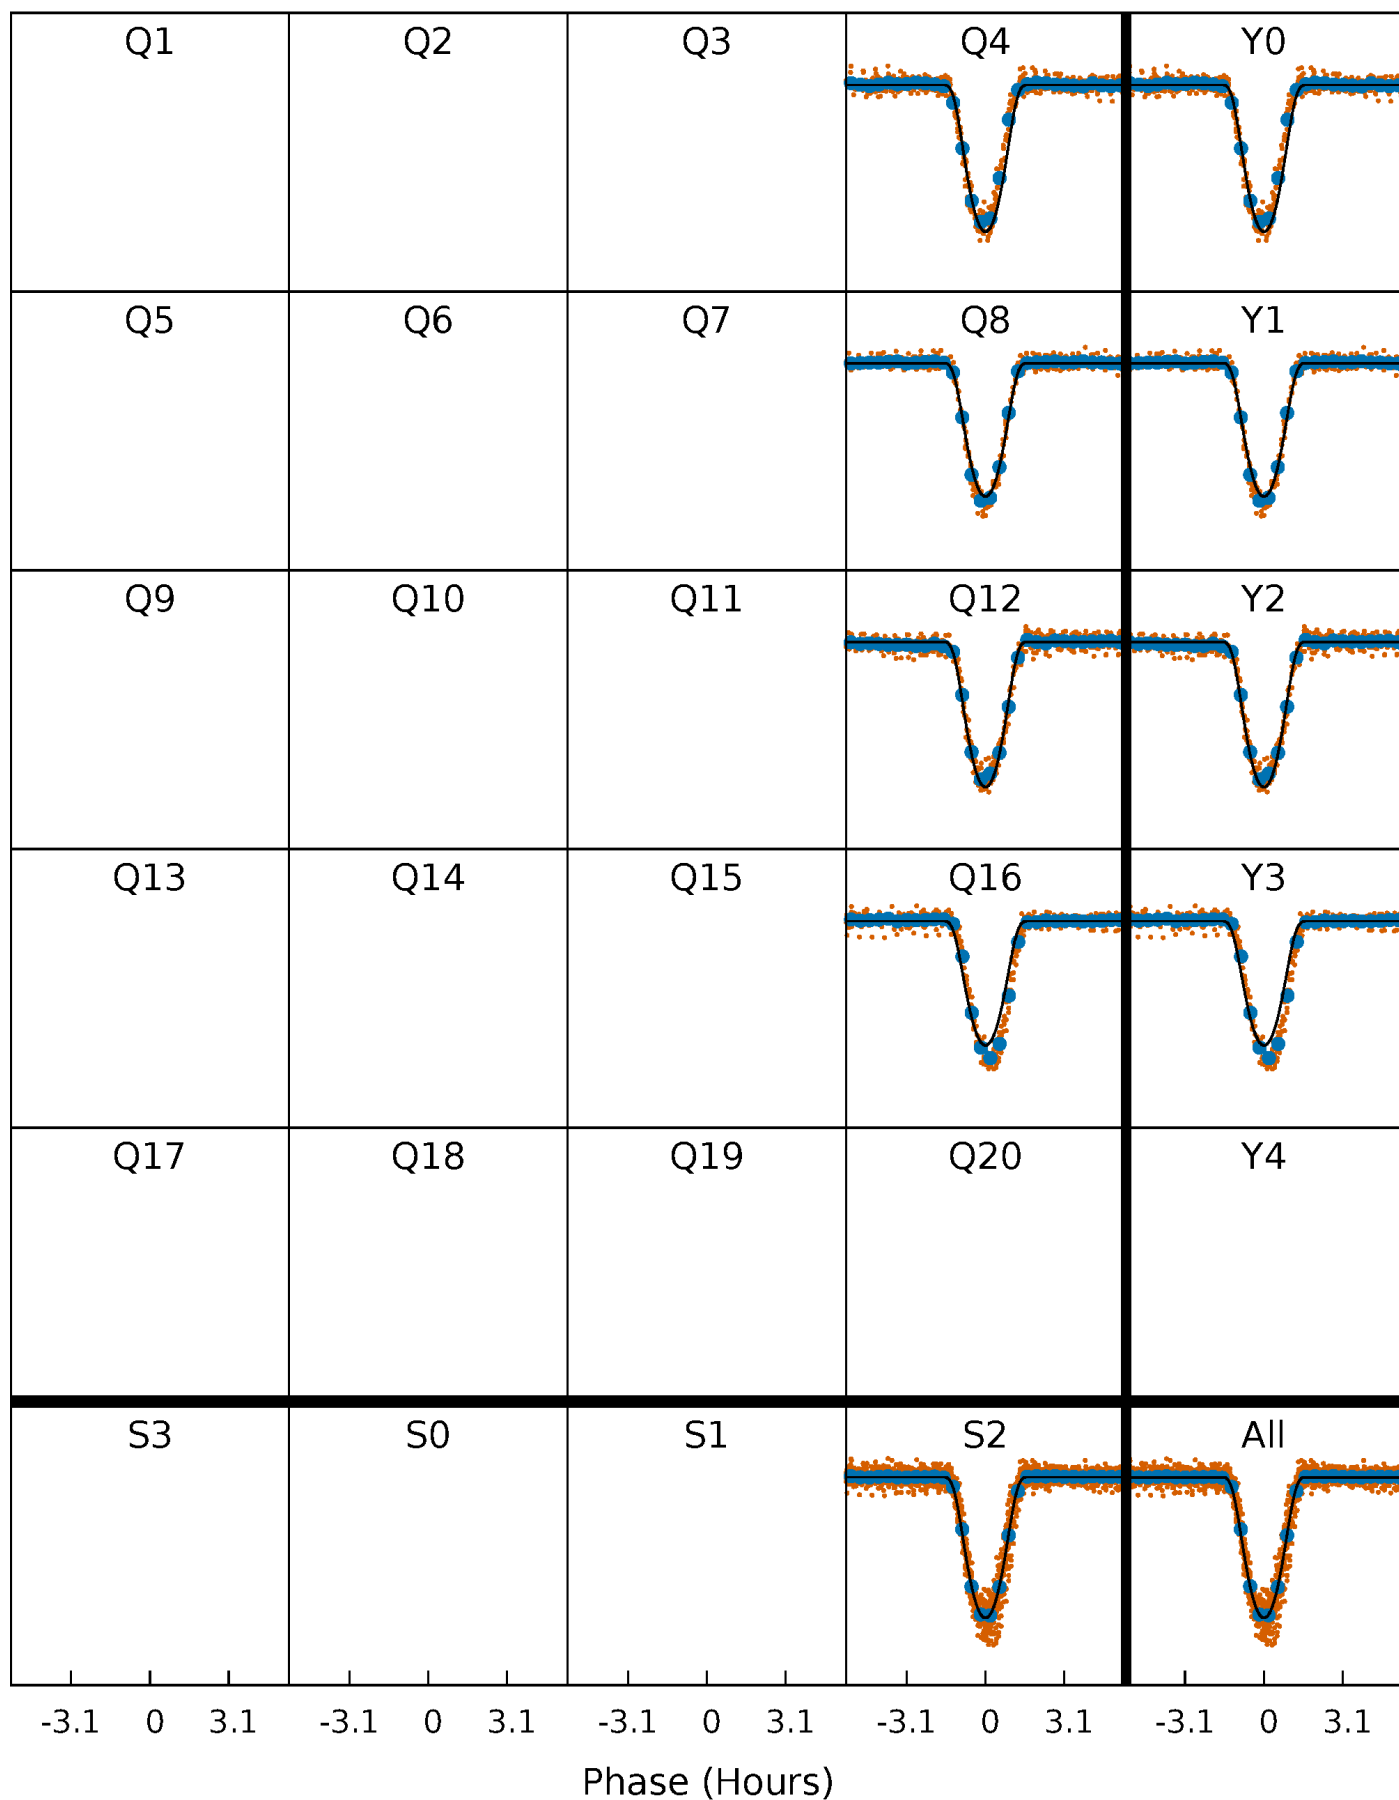 Q1 Q2 Q3 Q4 Y0
Q5 Q6 Q7 Q8 Y1
Q9 Q10 Q11 Q12 Y2
Q13 Q14 Q15 Q16 Y3
Q17 Q18 Q19 Q20 Y4
S3 S0 S1 S2 All
-3.1 0 3.1 -3.1 0 3.1 -3.1 0 3.1 -3.1 0 3.1 -3.1 0 3.1
Phase (Hours)